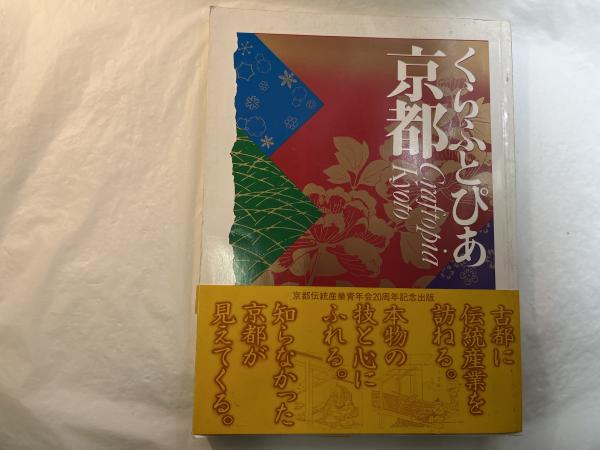 くらふとぴあ
京都
Craftopia
Kyoto
京都伝統産業青年会20周年記念出版
古都に
伝統産業を
訪ねる。
本物の
技と心に
ふれる。
知らなかった
京都が
見えてくる。